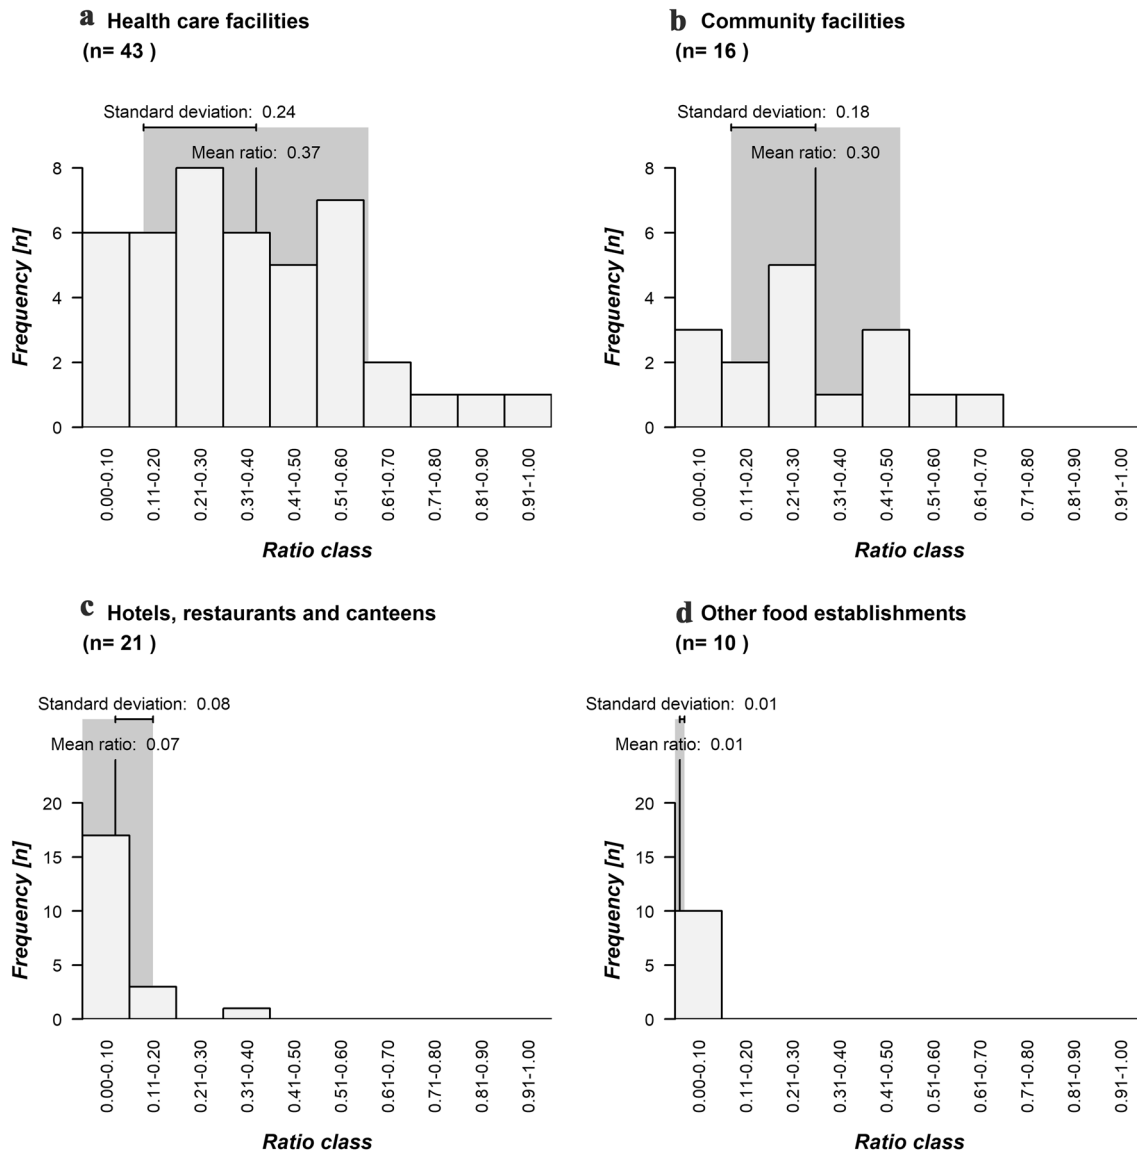 a Health care facilities
(n= 43 )
Standard deviation: 0.24
Mean ratio: 0.37
8
6
4
2
0
Frequency [n]
0.00-0.10
0.11-0.20
0.21-0.30
0.31-0.40
0.41-0.50
0.51-0.60
0.61-0.70
0.71-0.80
0.81-0.90
0.91-1.00
Ratio class
b Community facilities
(n= 16 )
Standard deviation: 0.18
Mean ratio: 0.30
8
6
4
2
0
Frequency [n]
0.00-0.10
0.11-0.20
0.21-0.30
0.31-0.40
0.41-0.50
0.51-0.60
0.61-0.70
0.71-0.80
0.81-0.90
0.91-1.00
Ratio class
c Hotels, restaurants and canteens
(n= 21 )
Standard deviation: 0.08
Mean ratio: 0.07
20
15
10
5
0
Frequency [n]
0.00-0.10
0.11-0.20
0.21-0.30
0.31-0.40
0.41-0.50
0.51-0.60
0.61-0.70
0.71-0.80
0.81-0.90
0.91-1.00
Ratio class
d Other food establishments
(n= 10 )
Standard deviation: 0.01
Mean ratio: 0.01
20
15
10
5
0
Frequency [n]
0.00-0.10
0.11-0.20
0.21-0.30
0.31-0.40
0.41-0.50
0.51-0.60
0.61-0.70
0.71-0.80
0.81-0.90
0.91-1.00
Ratio class